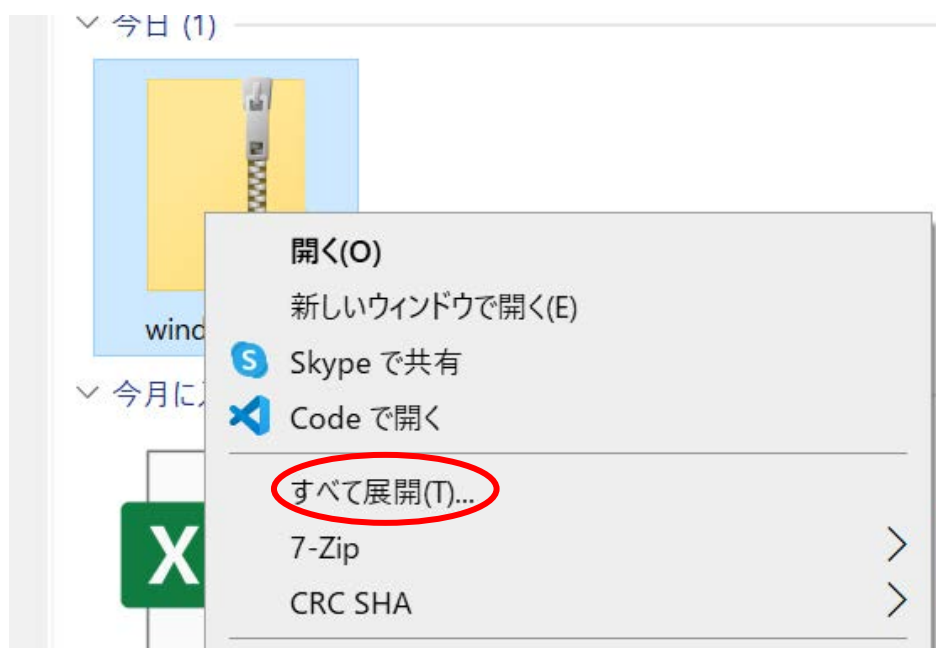 今日 (1)
開く(O)
新しいウィンドウで開く(E)
wind
Skype で共有
今月に
Code で開く
すべて展開(T)...
7-Zip
CRC SHA